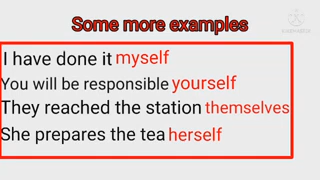 Some more examples
I have done it myself
You will be responsible yourself
They reached the station themselves
She prepares the tea herself